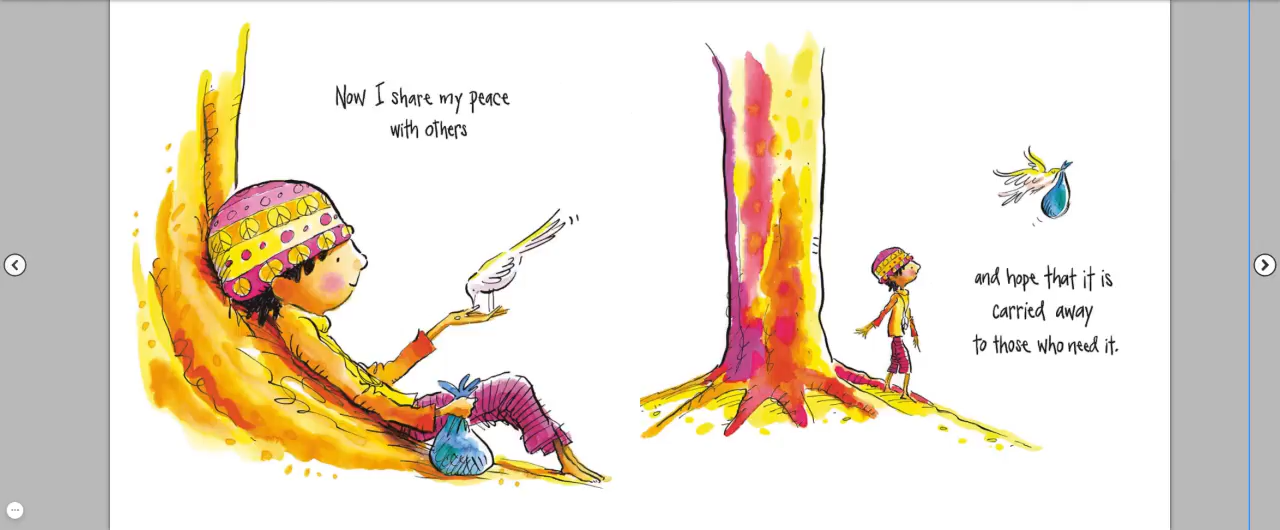 Now I share my peace
with others
and hope that it is
carried away
to those who need it.